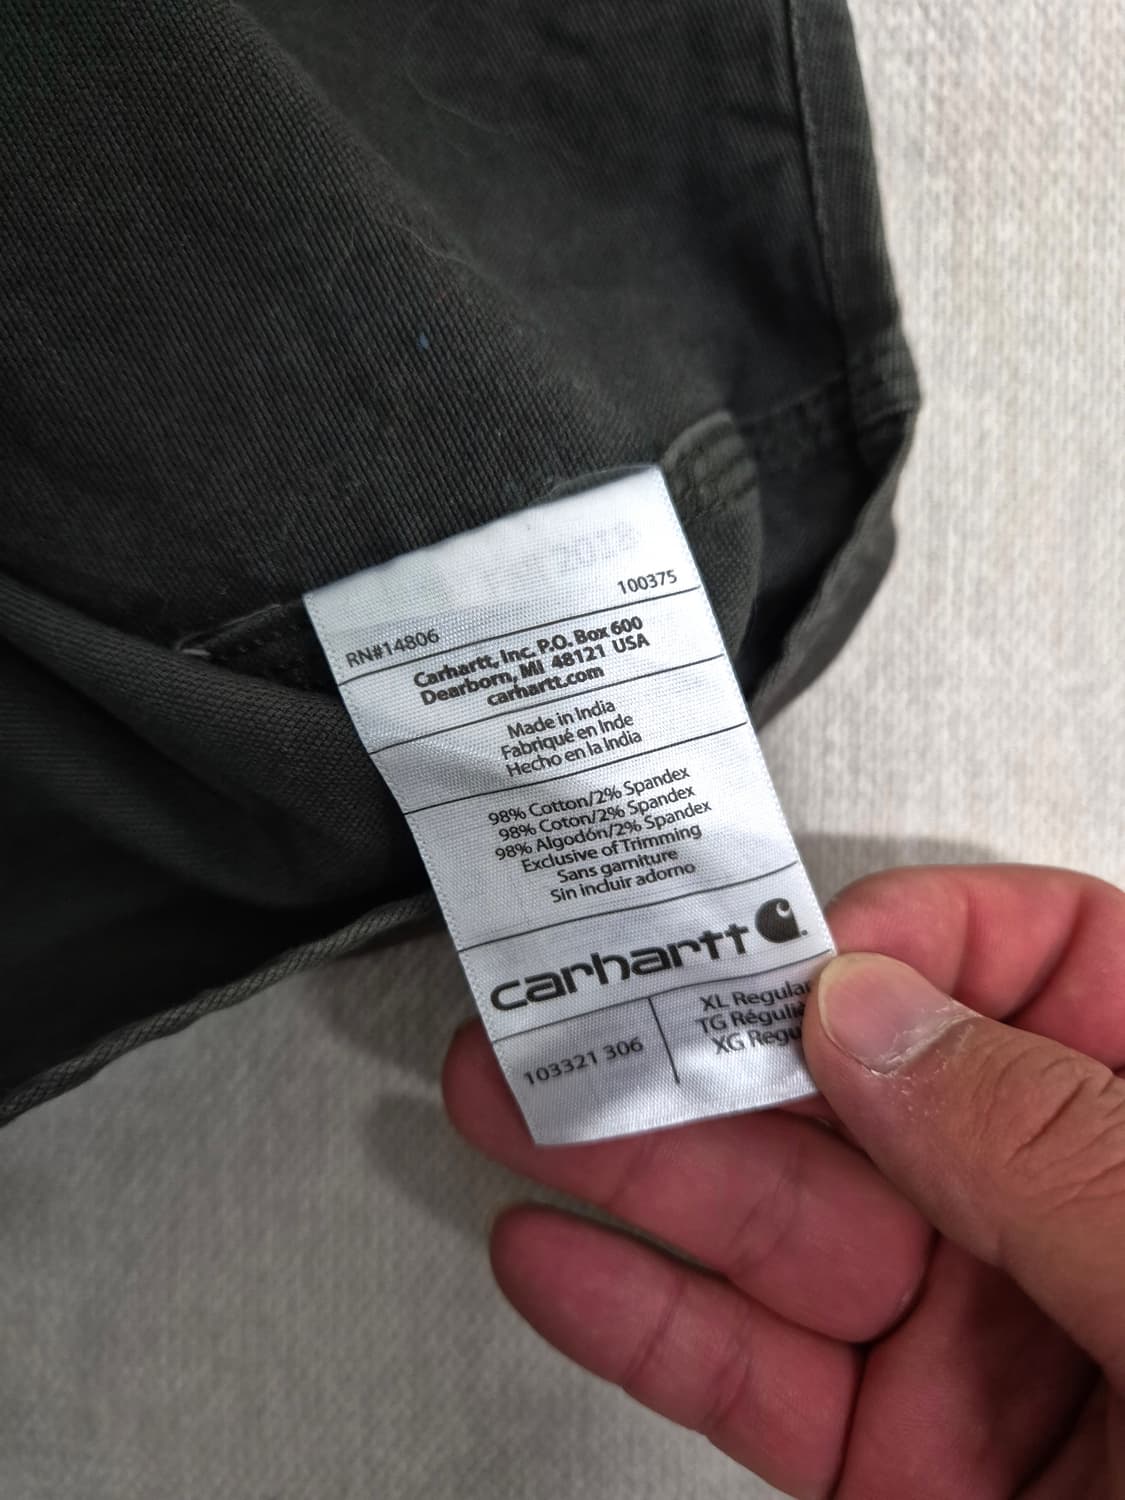 100375
RN#14806
Carhartt, Inc. P.O. Box 600
Dearborn, MI 48121 USA
carhartt.com
Made in India
Fabriqué en Inde
Hecho en la India
98% Cotton/2% Spandex
98% Coton/2% Spandex
98% Algodón/2% Spandex
Exclusive of Trimming
Sans garniture
Sin incluir adorno
carhartt
103321 306
XL Regular
TG
XG